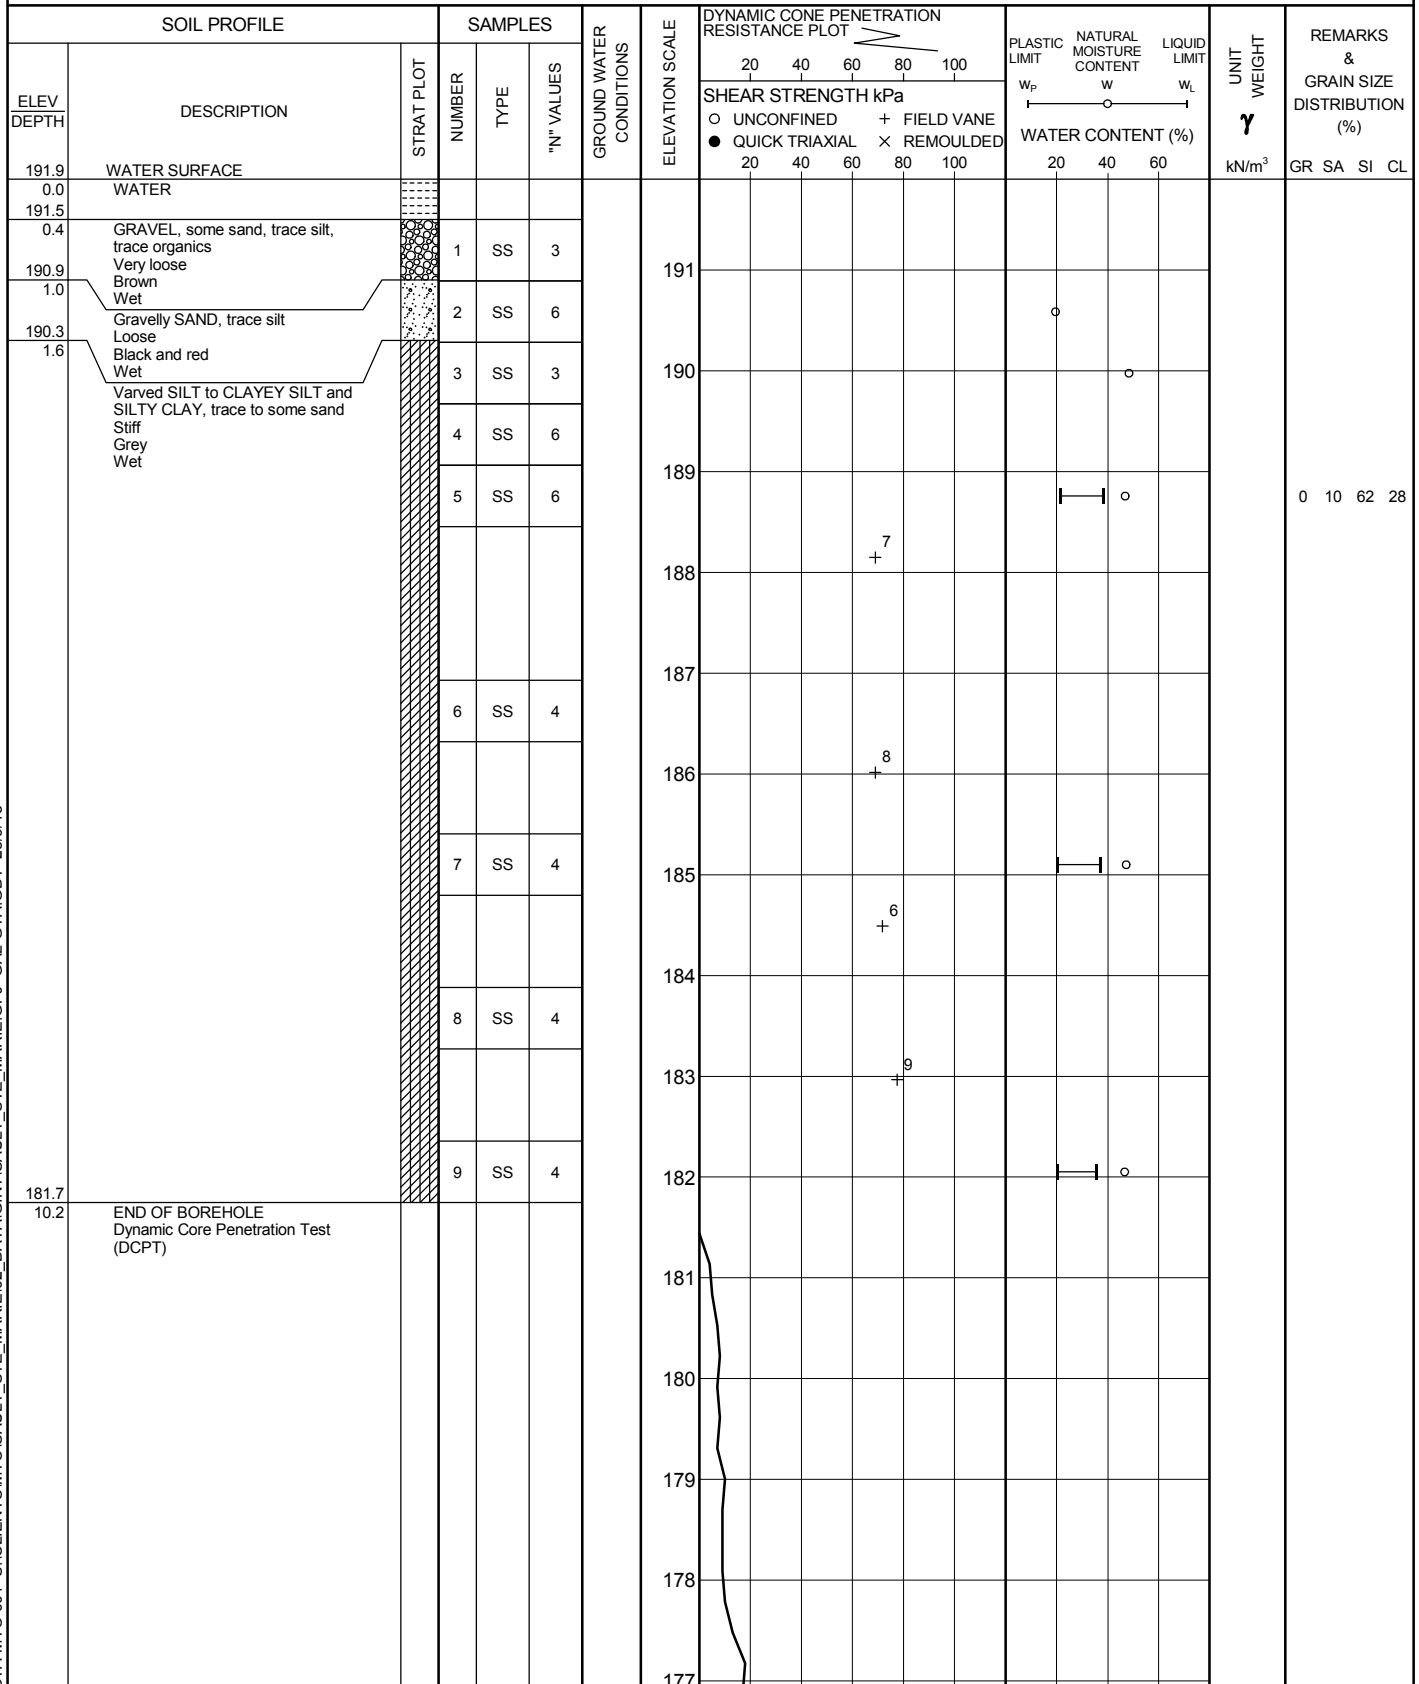 SOIL PROFILE
SAMPLES
GROUND WATER CONDITIONS
ELEVATION SCALE
DYNAMIC CONE PENETRATION
RESISTANCE PLOT
20 40 60 80 100
SHEAR STRENGTH kPa
○ UNCONFINED + FIELD VANE
● QUICK TRIAXIAL × REMOULDED
20 40 60 80 100
PLASTIC LIMIT
NATURAL MOISTURE CONTENT
LIQUID LIMIT
WP W WL
WATER CONTENT (%)
20 40 60
UNIT WEIGHT
γ
kN/m³
REMARKS
&
GRAIN SIZE
DISTRIBUTION
(%)
GR SA SI CL
ELEV
DEPTH
DESCRIPTION
STRAT PLOT
NUMBER
TYPE
"N" VALUES
191.9 WATER SURFACE
0.0 WATER
191.5
0.4 GRAVEL, some sand, trace silt,
trace organics
Very loose
190.9 Brown
1.0 Wet
1 SS 3
191
Gravelly SAND, trace silt
190.3 Loose
1.6 Black and red
Wet
2 SS 6
Varved SILT to CLAYEY SILT and
SILTY CLAY, trace to some sand
Stiff
Grey
Wet
3 SS 3
190
4 SS 6
189
5 SS 6
0 10 62 28
7
188
187
6 SS 4
8
186
7 SS 4
185
6
184
8 SS 4
9
183
9 SS 4
182
181.7
10.2 END OF BOREHOLE
Dynamic Core Penetration Test
(DCPT)
181
180
179
178
177